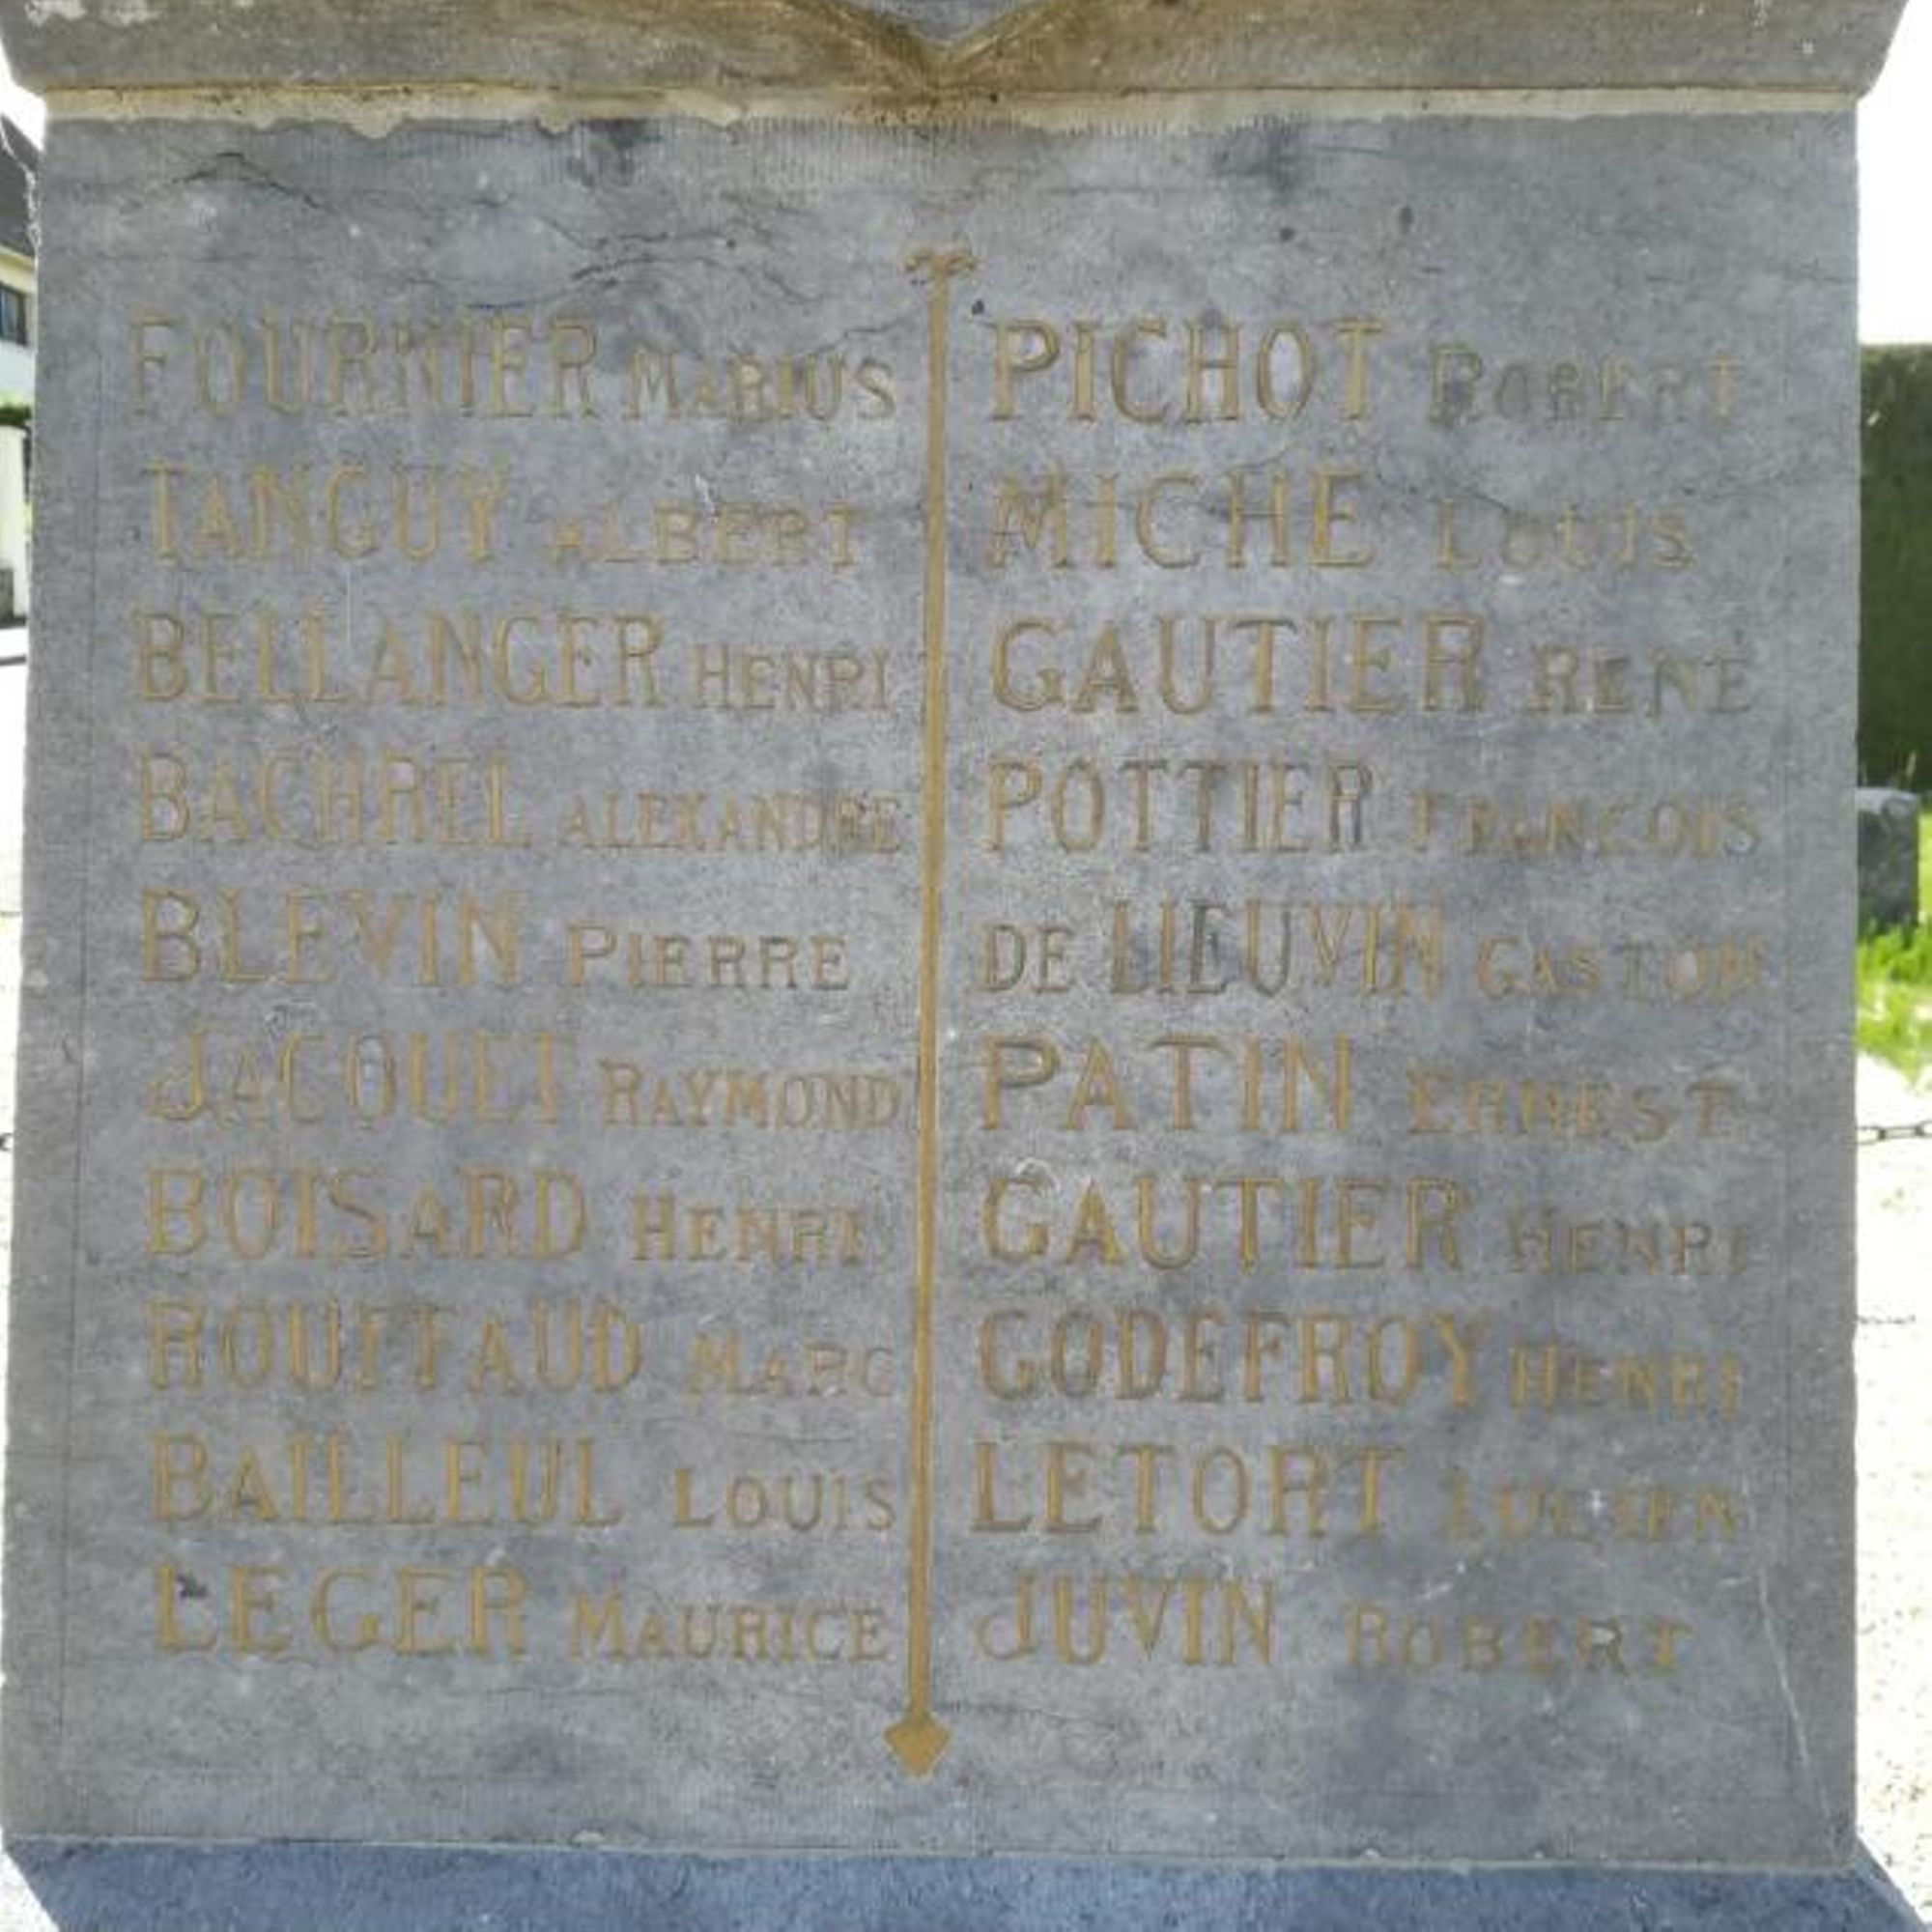 FOURNIER MARIUS
TANGUY ALBERT
BELLANGER HENRI
BACHREL ALEXANDRE
BLEVIN PIERRE
JACQUET RAYMOND
BOISARD HENRI
MARC
BAILLEUL LOUIS
LEGER MAURICE
PICHOT ROBERT
MICHE LOUIS
GAUTIER RENE
POTTIER FRANCOIS
DE LIEUVIN GASTON
PATIN ERNEST
GAUTIER HENRI
GODEFROY HENRI
LETORT LUCIEN
JUVIN ROBERT